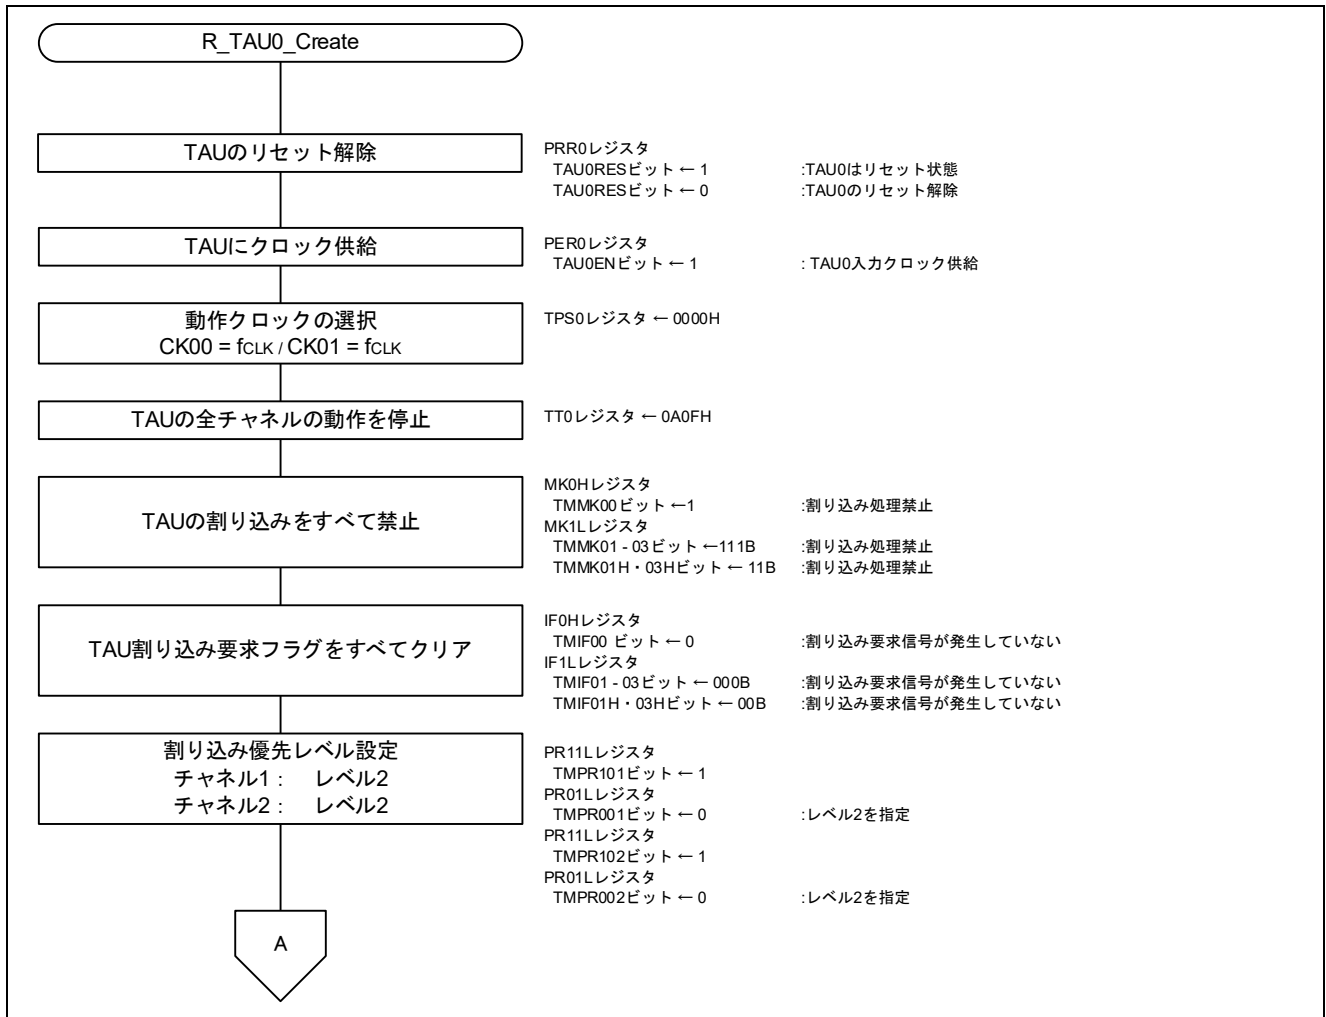 R_TAU0_Create
TAUのリセット解除
PRR0レジスタ
TAU0RESビット ← 1 :TAU0はリセット状態
TAU0RESビット ← 0 :TAU0のリセット解除
TAUにクロック供給
PER0レジスタ
TAU0ENビット ← 1 : TAU0入力クロック供給
動作クロックの選択
CK00 = fCLK / CK01 = fCLK
TPS0レジスタ ← 0000H
TAUの全チャネルの動作を停止
TT0レジスタ ← 0A0FH
TAUの割り込みをすべて禁止
MK0Hレジスタ
TMMK00ビット ←1 :割り込み処理禁止
MK1Lレジスタ
TMMK01 - 03ビット ←111B :割り込み処理禁止
TMMK01H・03Hビット ← 11B :割り込み処理禁止
TAU割り込み要求フラグをすべてクリア
IF0Hレジスタ
TMIF00 ビット ← 0 :割り込み要求信号が発生していない
IF1Lレジスタ
TMIF01 - 03ビット ← 000B :割り込み要求信号が発生していない
TMIF01H・03Hビット ← 00B :割り込み要求信号が発生していない
割り込み優先レベル設定
チャネル1： レベル2
チャネル2： レベル2
PR11Lレジスタ
TMPR101ビット ← 1
PR01Lレジスタ
TMPR001ビット ← 0 :レベル2を指定
PR11Lレジスタ
TMPR102ビット ← 1
PR01Lレジスタ
TMPR002ビット ← 0 :レベル2を指定
A